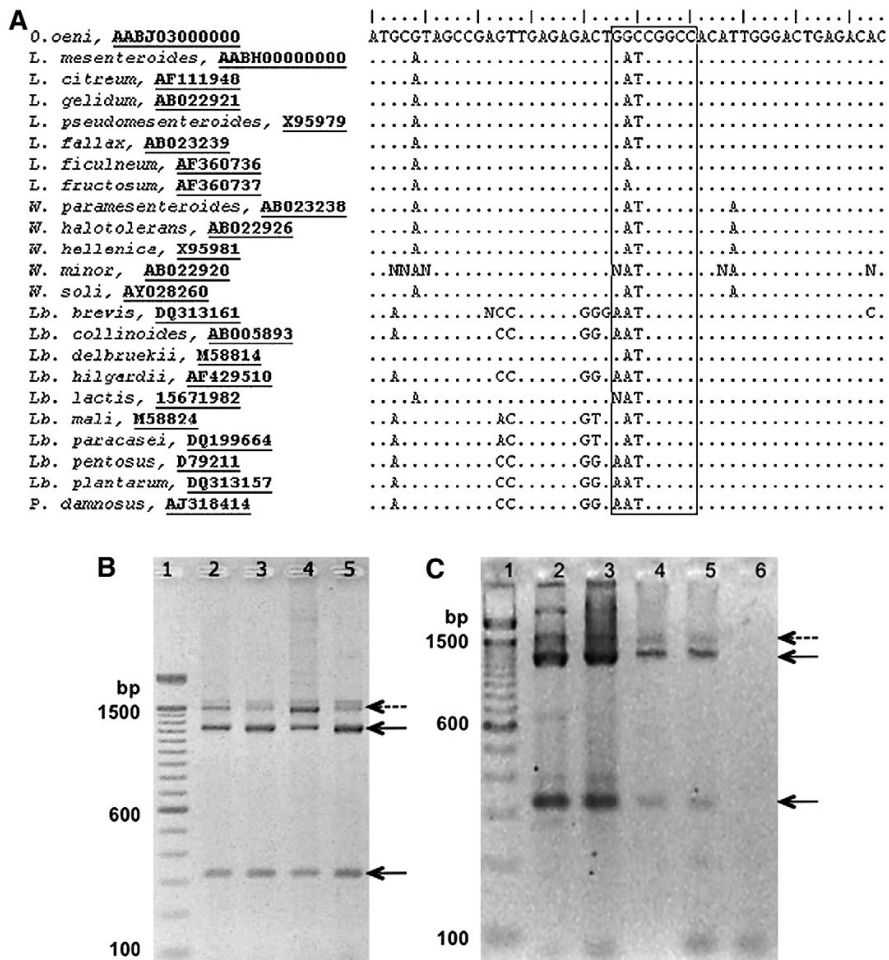 A
|....|....|....|....|....|....|....|....|....|....
O.oeni, AABJ03000000 ATGCGTAGCCGAGTTGAGAGACTGGCCGGCCACATTGGGACTGAGACAC
L. mesenteroides, AABH00000000 ....A...................AT.......................
L. citreum, AF111948 ....A...................AT.......................
L. gelidum, AB022921 ....A...................AT.......................
L. pseudomesenteroides, X95979 ....A...................AT.......................
L. fallax, AB023239 ....A...................AT.......................
L. ficulneum, AF360736 ....A...................A........................
L. fructosum, AF360737 ....A...................AT.......................
W. paramesenteroides, AB023238 ....A...................AT........A..............
W. halotolerans, AB022926 ....A...................AT........A..............
W. hellenica, X95981 ....A...................AT........A..............
W. minor, AB022920 ..NNAN.................NAT.......NA............N.
W. soli, AY028260 ....A...................AT........A..............
Lb. brevis, DQ313161 ..A........NCC......GGGAAT.....................C.
Lb. collinoides, AB005893 ..A.........CC......GG.AAT.......................
Lb. delbruekii, M58814 ........................AT.......................
Lb. hilgardii, AF429510 ..A.........CC......GG.AAT.......................
Lb. lactis, 15671982 ....A..................NAT.......................
Lb. mali, M58824 ..A.........AC......GT..AT.......................
Lb. paracasei, DQ199664 ..A.........AC......GT..AT.......................
Lb. pentosus, D79211 ..A.........CC......GG.AAT.......................
Lb. plantarum, DQ313157 ..A.........CC......GG.AAT.......................
P. damnosus, AJ318414 ..A.........CC......GG.AAT.......................
B
1 2 3 4 5
bp
1500
600
100
C
1 2 3 4 5 6
bp
1500
600
100